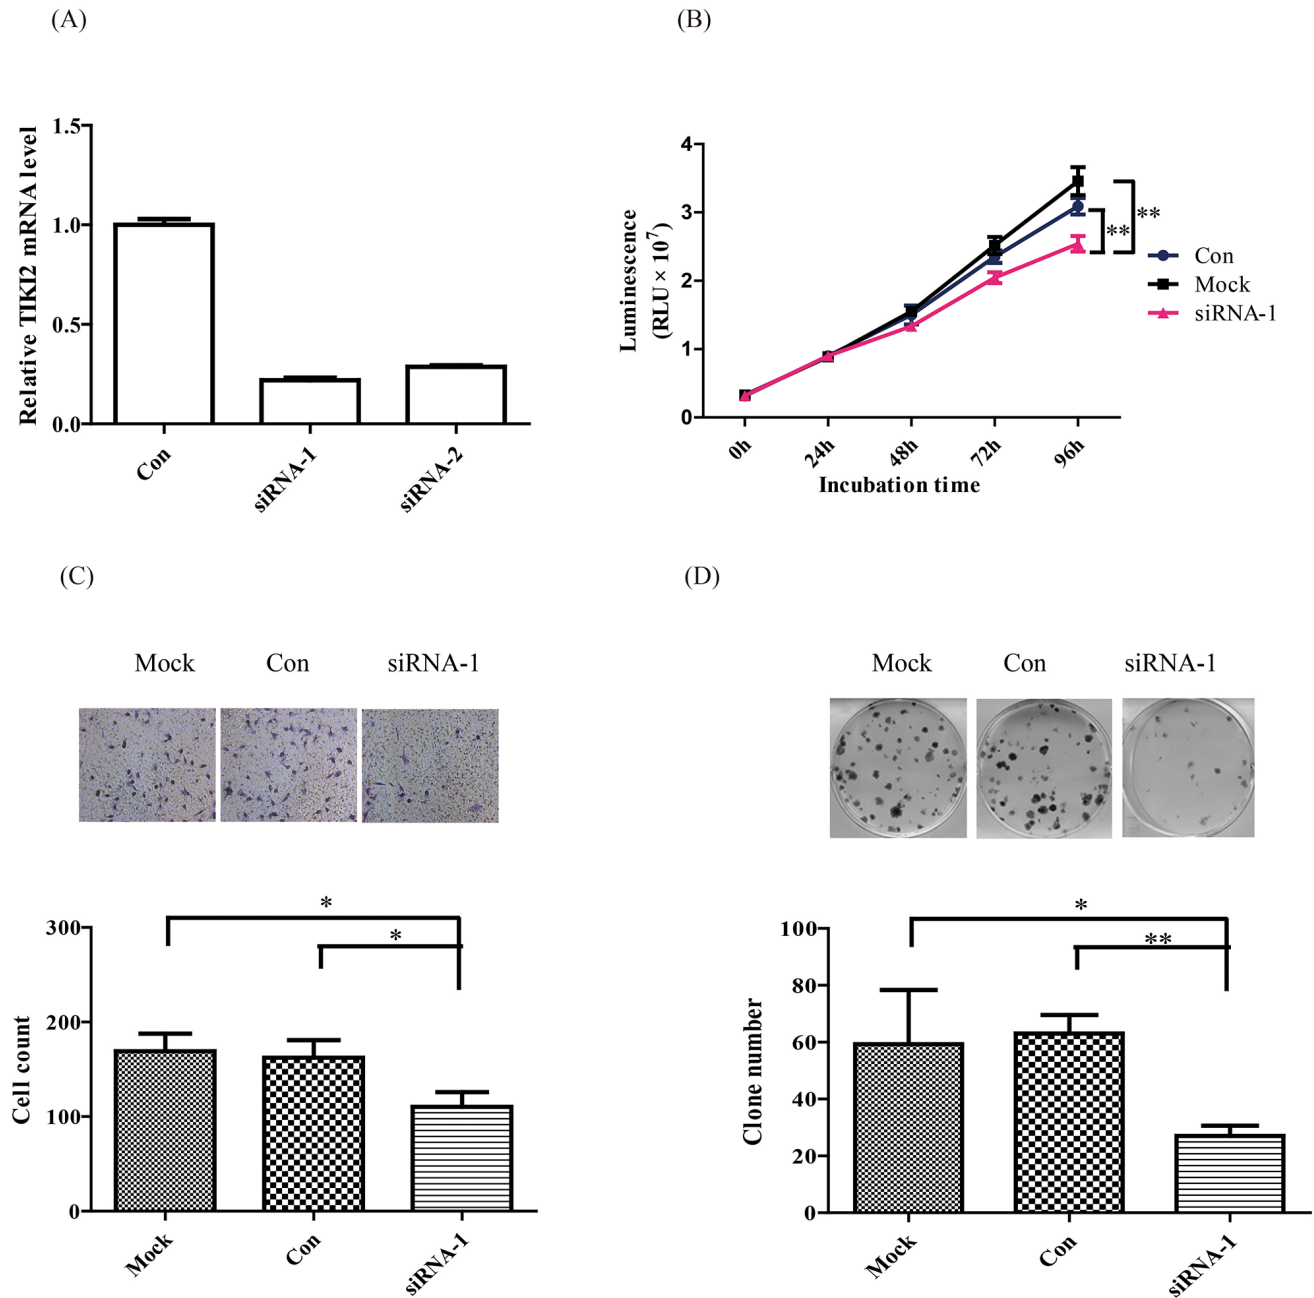 (A)
Relative TIKI2 mRNA level
1.5
1.0
0.5
0.0
Con
siRNA-1
siRNA-2
(B)
Luminescence
(RLU × 10⁷)
4
3
2
1
0
0h
24h
48h
72h
96h
Incubation time
**
**
Con
Mock
siRNA-1
(C)
Mock Con siRNA-1
*
*
Cell count
300
200
100
0
Mock
Con
siRNA-1
(D)
Mock Con siRNA-1
*
**
Clone number
100
80
60
40
20
0
Mock
Con
siRNA-1